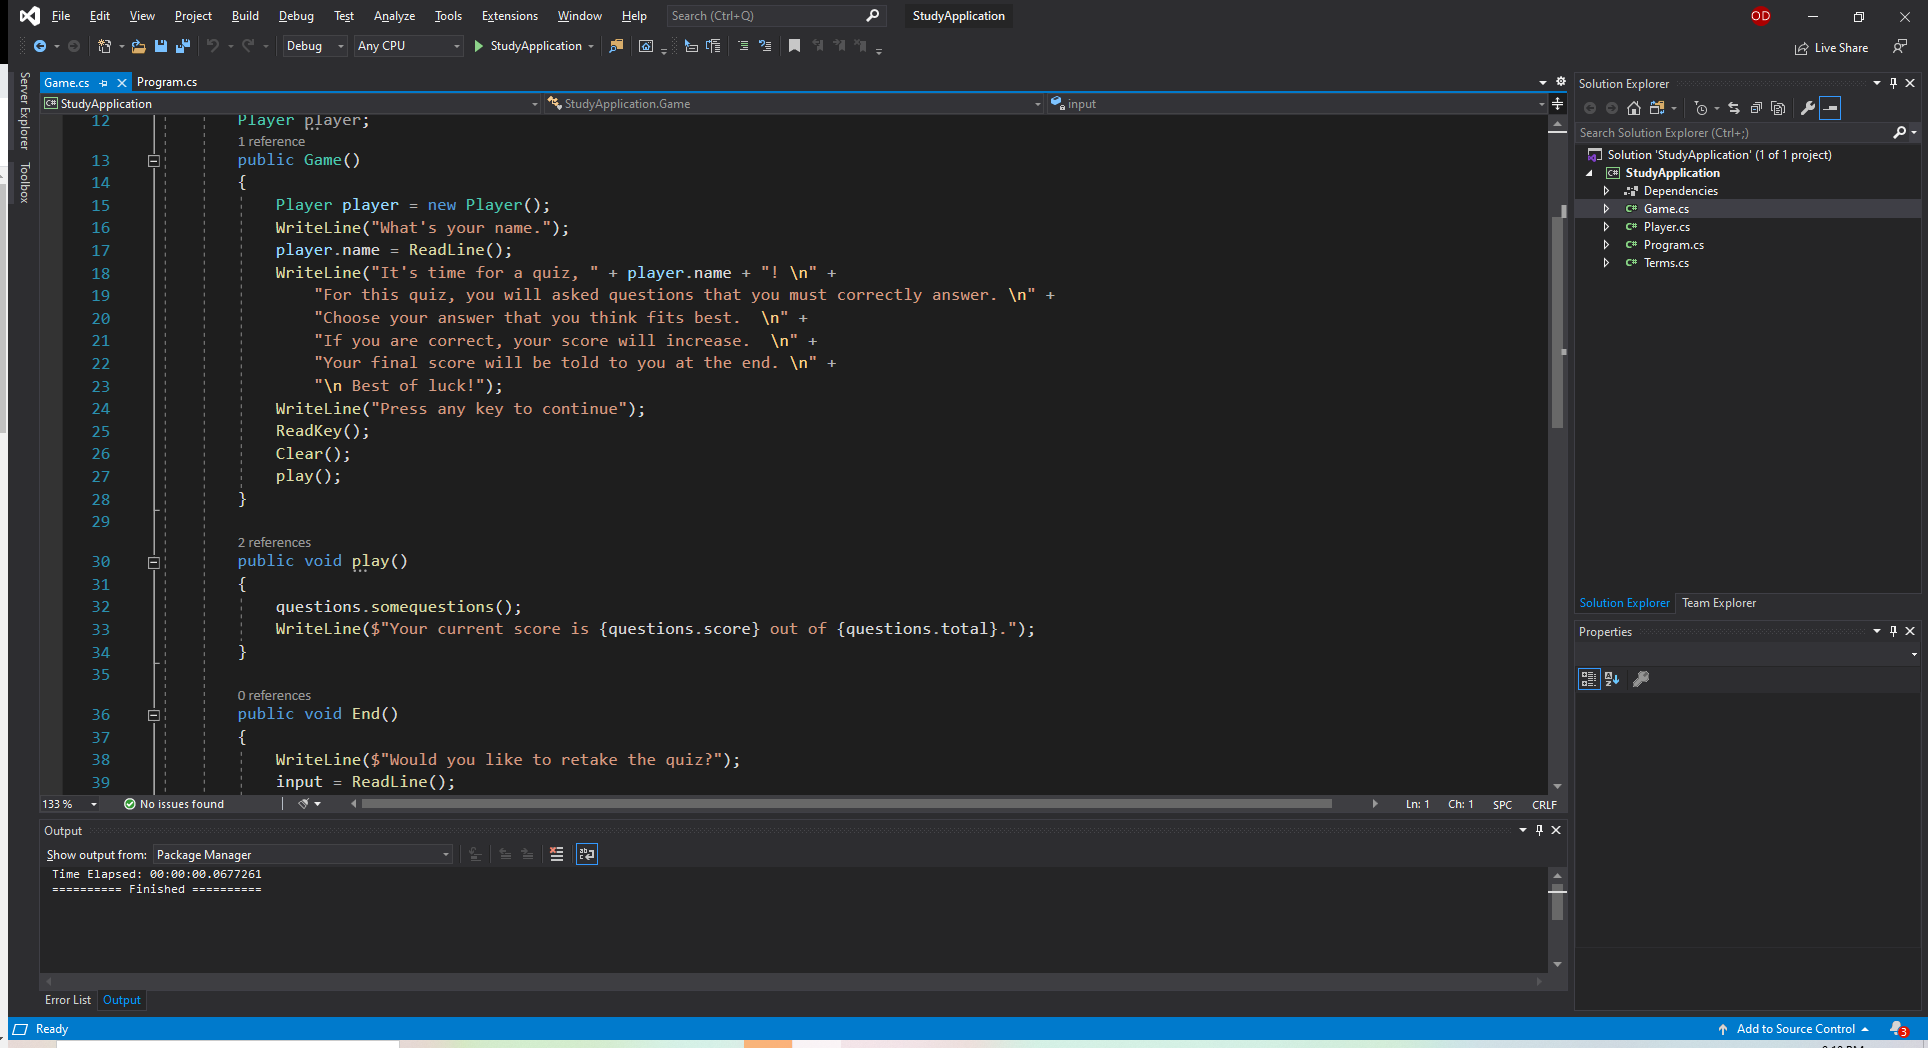 File Edit View Project Build Debug Test Analyze Tools Extensions Window Help Search (Ctrl+Q) StudyApplication OD
Debug Any CPU StudyApplication Live Share
Server Explorer
Toolbox
Game.cs Program.cs
C# StudyApplication StudyApplication.Game input
12 Player player;
1 reference
13 public Game()
14 {
15 Player player = new Player();
16 WriteLine("What's your name.");
17 player.name = ReadLine();
18 WriteLine("It's time for a quiz, " + player.name + "! \n" +
19 "For this quiz, you will asked questions that you must correctly answer. \n" +
20 "Choose your answer that you think fits best.  \n" +
21 "If you are correct, your score will increase.  \n" +
22 "Your final score will be told to you at the end. \n" +
23 "\n Best of luck!");
24 WriteLine("Press any key to continue");
25 ReadKey();
26 Clear();
27 play();
28 }
29
2 references
30 public void play()
31 {
32 questions.somequestions();
33 WriteLine($"Your current score is {questions.score} out of {questions.total}.");
34 }
35
0 references
36 public void End()
37 {
38 WriteLine($"Would you like to retake the quiz?");
39 input = ReadLine();
133 % No issues found Ln: 1 Ch: 1 SPC CRLF
Output
Show output from: Package Manager
Time Elapsed: 00:00:00.0677261
========== Finished ==========
Error List Output
Solution Explorer
Search Solution Explorer (Ctrl+;)
Solution 'StudyApplication' (1 of 1 project)
C# StudyApplication
Dependencies
C# Game.cs
C# Player.cs
C# Program.cs
C# Terms.cs
Solution Explorer Team Explorer
Properties
Ready Add to Source Control 3